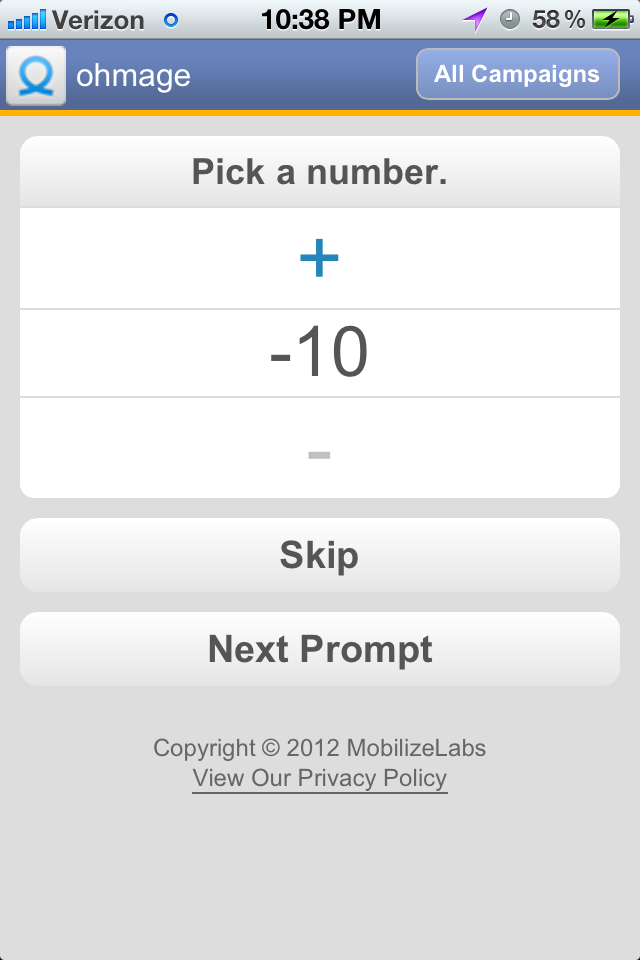 Verizon 10:38 PM 58%
ohmage All Campaigns
Pick a number.
+
-10
-
Skip
Next Prompt
Copyright © 2012 MobilizeLabs
View Our Privacy Policy